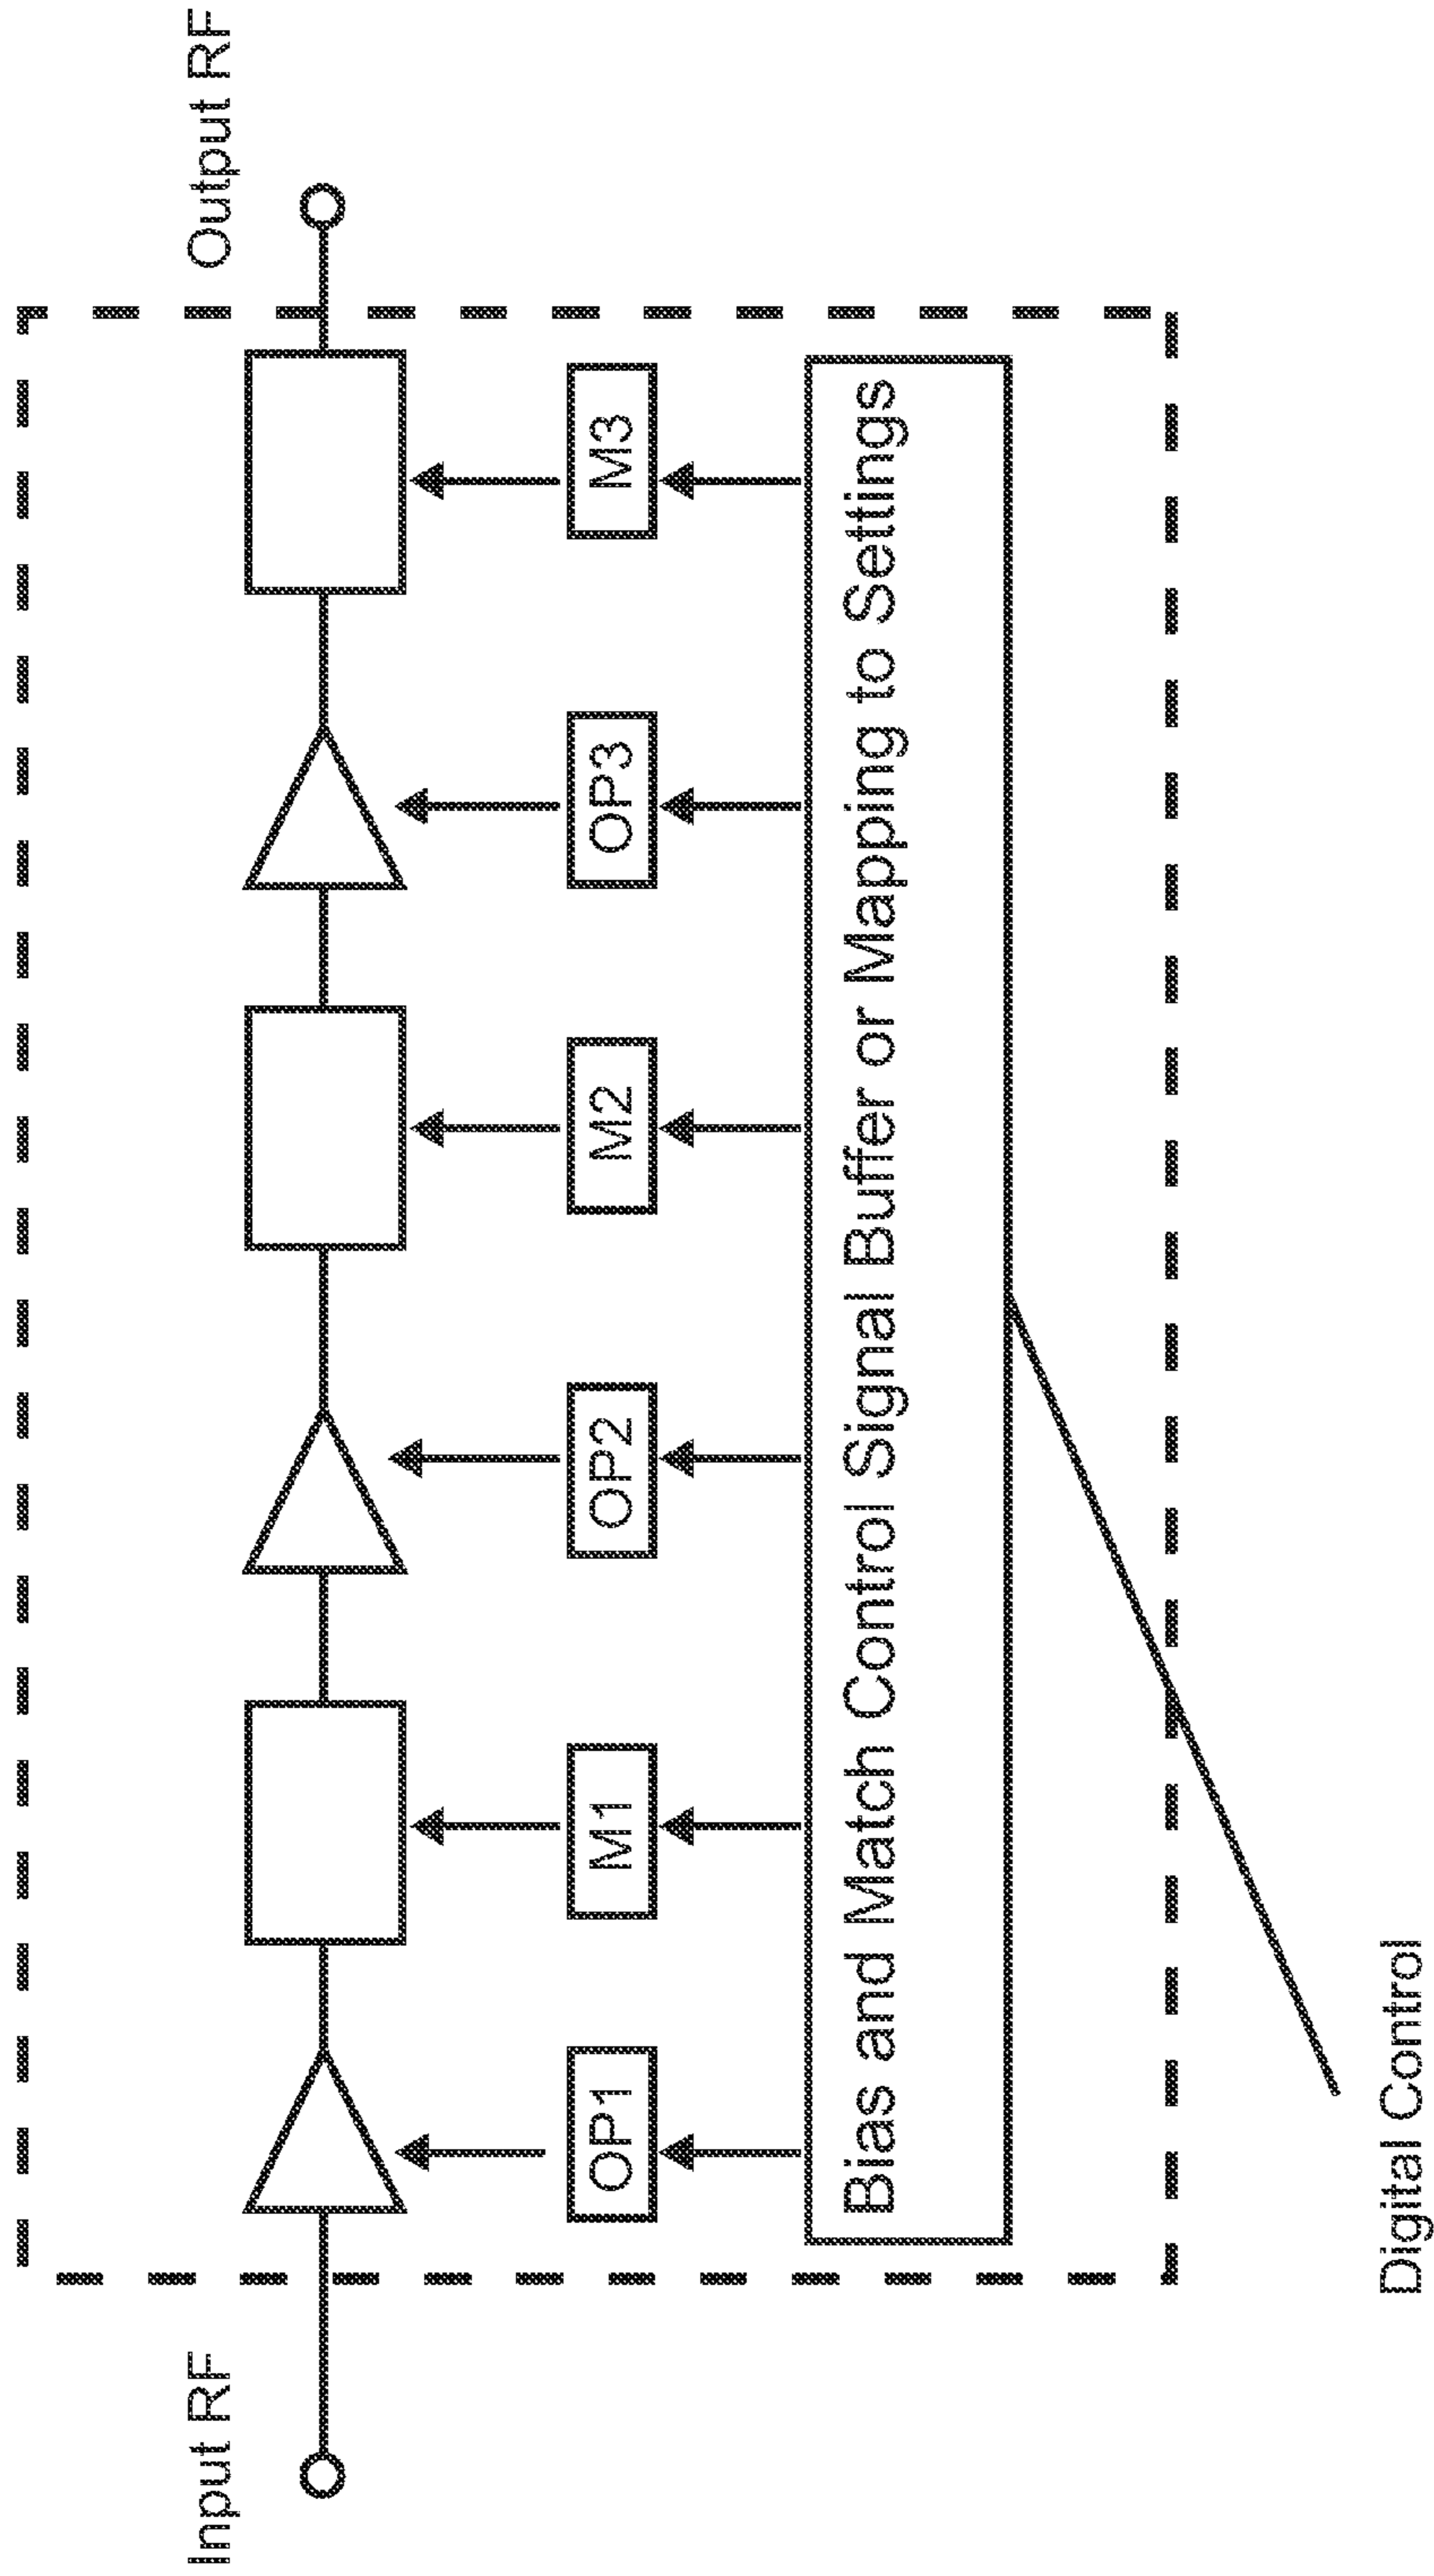 Input RF
Output RF
OP1
M1
OP2
M2
OP3
M3
Bias and Match Control Signal Buffer or Mapping to Settings
Digital Control